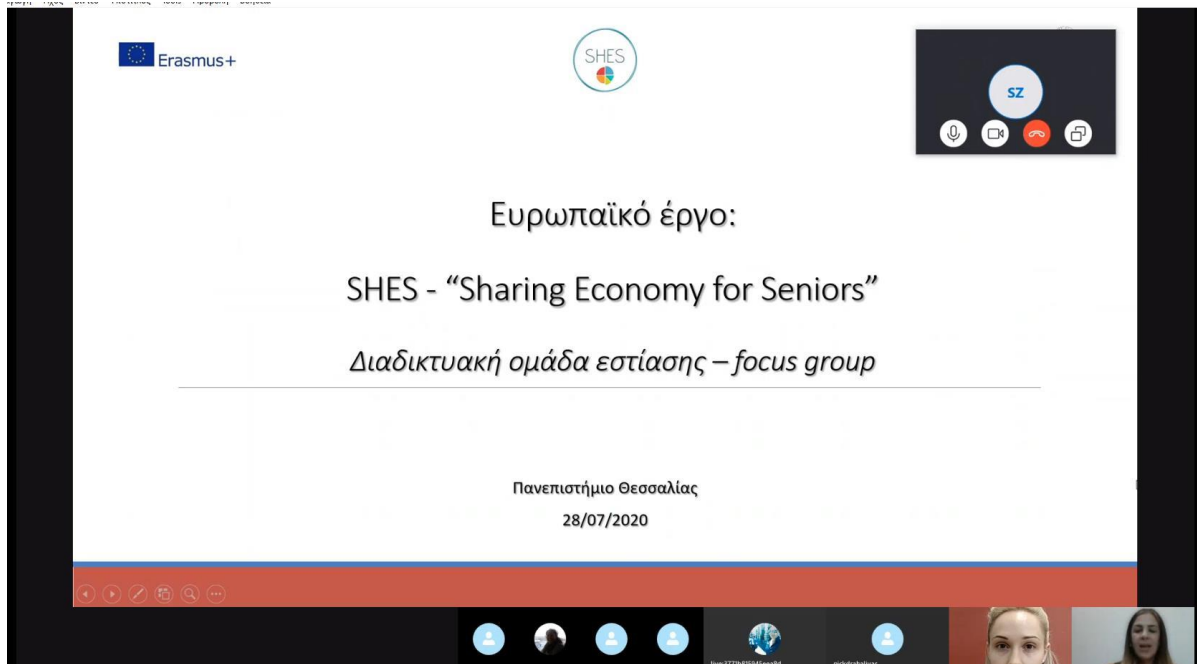 Erasmus+
SHES
SZ
Ευρωπαϊκό έργο:
SHES - “Sharing Economy for Seniors”
Διαδικτυακή ομάδα εστίασης – focus group
Πανεπιστήμιο Θεσσαλίας
28/07/2020